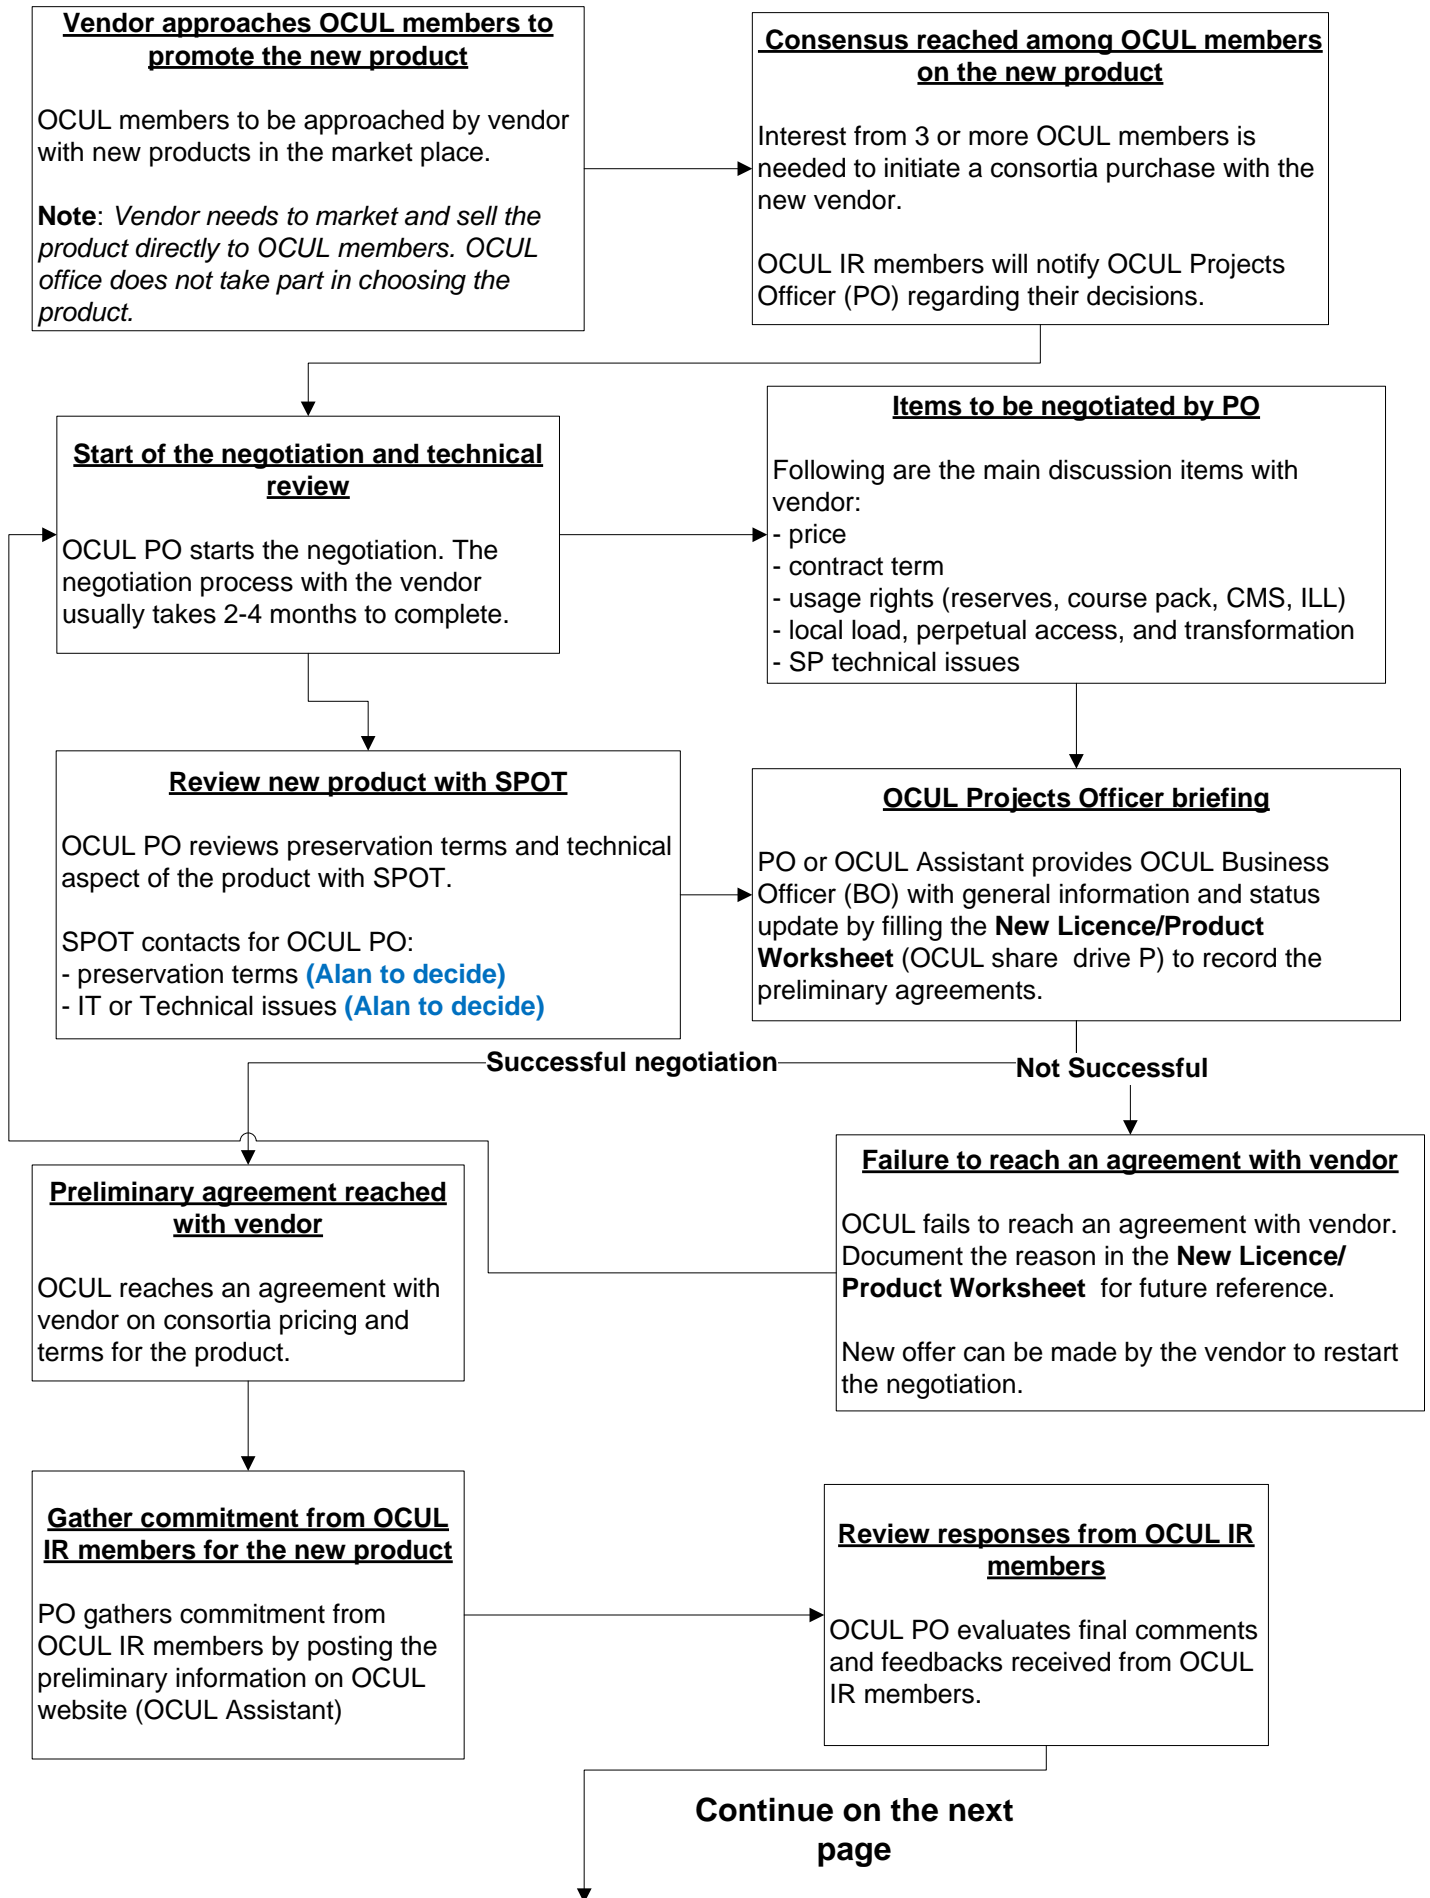 Vendor approaches OCUL members to
promote the new product
OCUL members to be approached by vendor
with new products in the market place.
Note: Vendor needs to market and sell the
product directly to OCUL members. OCUL
office does not take part in choosing the
product.
Consensus reached among OCUL members
on the new product
Interest from 3 or more OCUL members is
needed to initiate a consortia purchase with the
new vendor.
OCUL IR members will notify OCUL Projects
Officer (PO) regarding their decisions.
Start of the negotiation and technical
review
OCUL PO starts the negotiation. The
negotiation process with the vendor
usually takes 2-4 months to complete.
Items to be negotiated by PO
Following are the main discussion items with
vendor:
- price
- contract term
- usage rights (reserves, course pack, CMS, ILL)
- local load, perpetual access, and transformation
- SP technical issues
Review new product with SPOT
OCUL PO reviews preservation terms and technical
aspect of the product with SPOT.
SPOT contacts for OCUL PO:
- preservation terms (Alan to decide)
- IT or Technical issues (Alan to decide)
OCUL Projects Officer briefing
PO or OCUL Assistant provides OCUL Business
Officer (BO) with general information and status
update by filling the New Licence/Product
Worksheet (OCUL share drive P) to record the
preliminary agreements.
Successful negotiation
Not Successful
Preliminary agreement reached
with vendor
OCUL reaches an agreement with
vendor on consortia pricing and
terms for the product.
Failure to reach an agreement with vendor
OCUL fails to reach an agreement with vendor.
Document the reason in the New Licence/
Product Worksheet for future reference.
New offer can be made by the vendor to restart
the negotiation.
Gather commitment from OCUL
IR members for the new product
PO gathers commitment from
OCUL IR members by posting the
preliminary information on OCUL
website (OCUL Assistant)
Review responses from OCUL IR
members
OCUL PO evaluates final comments
and feedbacks received from OCUL
IR members.
Continue on the next
page